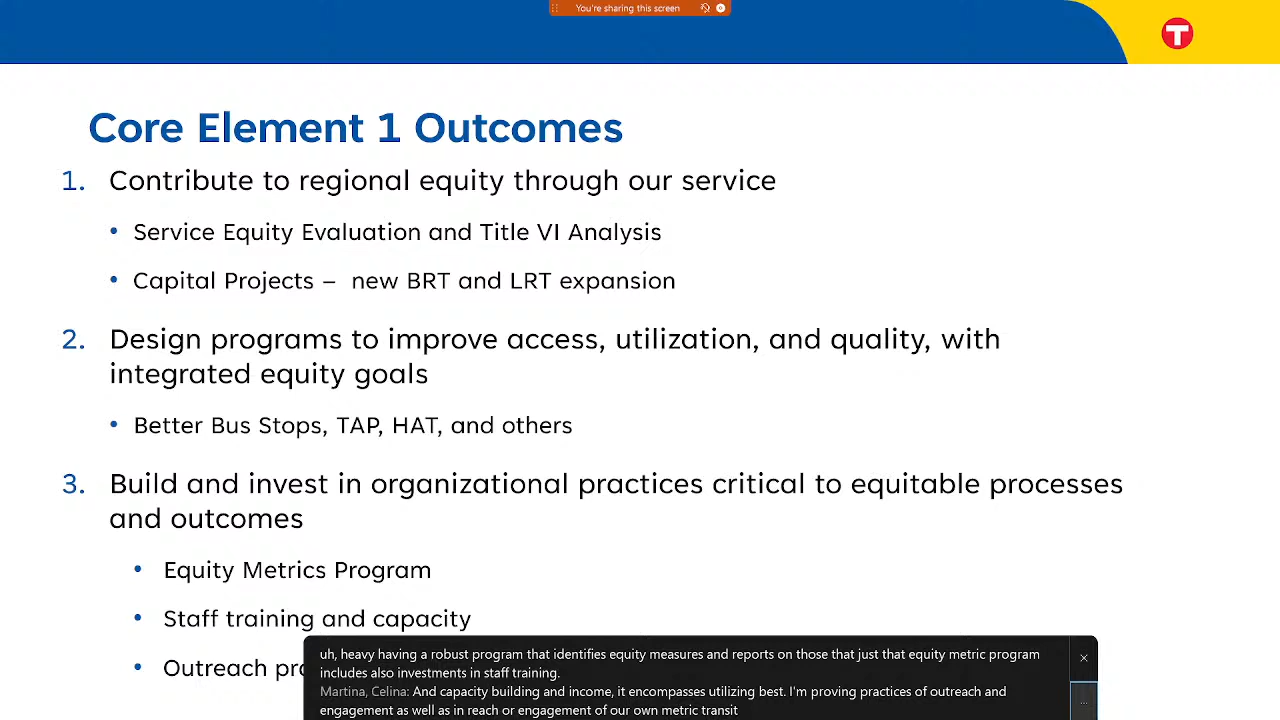 You're sharing this screen
T
Core Element 1 Outcomes
1. Contribute to regional equity through our service
• Service Equity Evaluation and Title VI Analysis
• Capital Projects – new BRT and LRT expansion
2. Design programs to improve access, utilization, and quality, with
integrated equity goals
• Better Bus Stops, TAP, HAT, and others
3. Build and invest in organizational practices critical to equitable processes
and outcomes
• Equity Metrics Program
• Staff training and capacity
• Outreach
uh, heavy having a robust program that identifies equity measures and reports on those that just that equity metric program
includes also investments in staff training.
Martina, Celina: And capacity building and income, it encompasses utilizing best. I'm proving practices of outreach and
engagement as well as in reach or engagement of our own metric transit